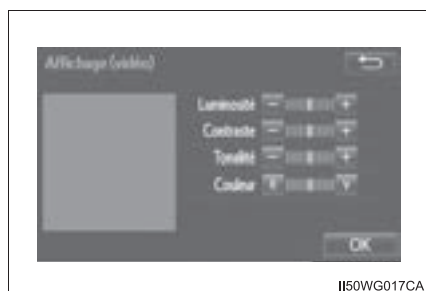 Affichage (vidéo)
Luminosité − +
Contraste − +
Tonalité − +
Couleur R V
OK
II50WG017CA